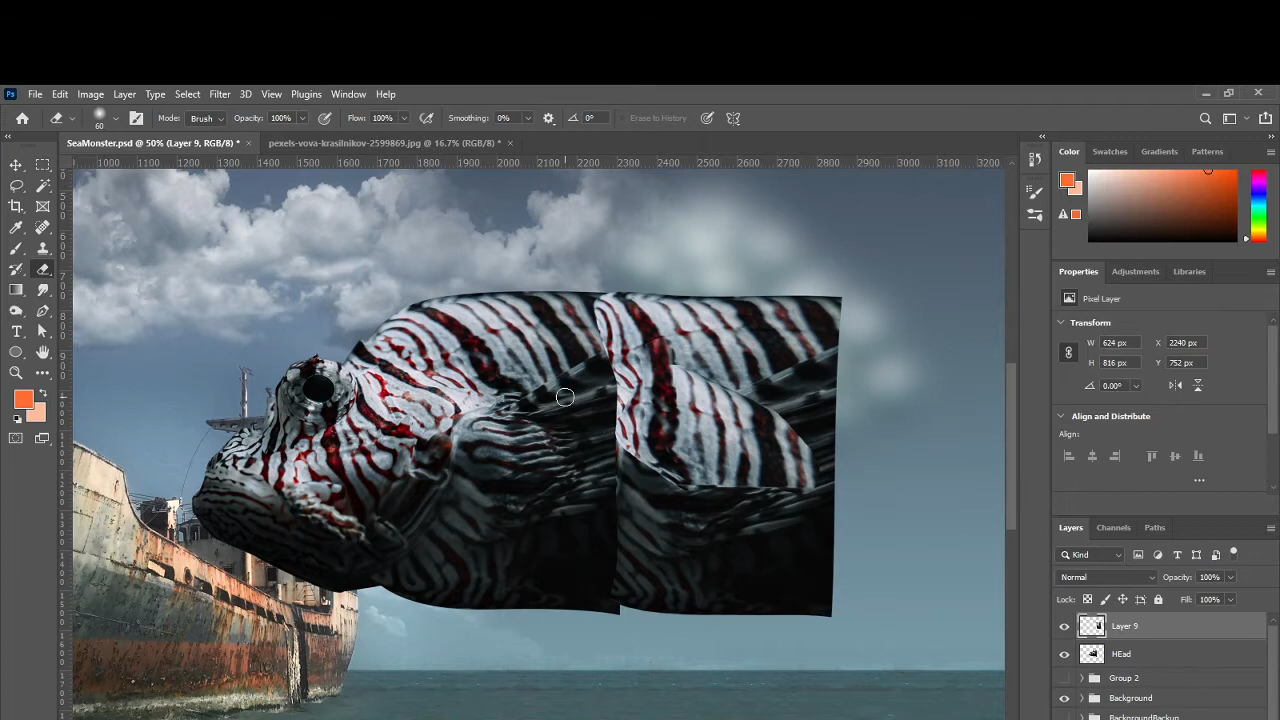 Ps File Edit Image Layer Type Select Filter 3D View Plugins Window Help
60 Mode: Brush Opacity: 100% Flow: 100% Smoothing: 0% 0° Erase to History
SeaMonster.psd @ 50% (Layer 9, RGB/8) * × pexels-vova-krasilnikov-2599869.jpg @ 16.7% (RGB/8) * ×
1000 1100 1200 1300 1400 1500 1600 1700 1800 1900 2000 2100 2200 2300 2400 2500 2600 2700 2800 2900 3000 3100 3200
Color Swatches Gradients Patterns
Properties Adjustments Libraries
Pixel Layer
Transform
W: 624 px X: 2240 px
H: 816 px Y: 752 px
0.00°
Align and Distribute
Align:
Layers Channels Paths
Kind
Normal Opacity: 100%
Lock: Fill: 100%
Layer 9
HEad
Group 2
Background
BackgroundBackup